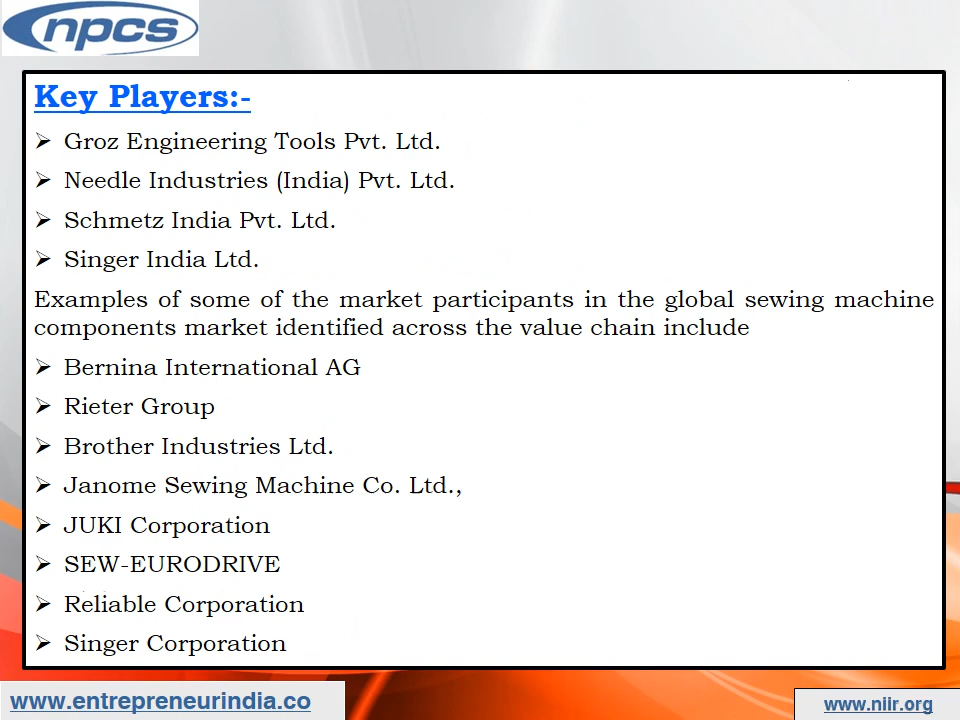 npcs
Key Players:-
Groz Engineering Tools Pvt. Ltd.
Needle Industries (India) Pvt. Ltd.
Schmetz India Pvt. Ltd.
Singer India Ltd.
Examples of some of the market participants in the global sewing machine
components market identified across the value chain include
Bernina International AG
Rieter Group
Brother Industries Ltd.
Janome Sewing Machine Co. Ltd.,
JUKI Corporation
SEW-EURODRIVE
Reliable Corporation
Singer Corporation
www.entrepreneurindia.co
www.niir.org